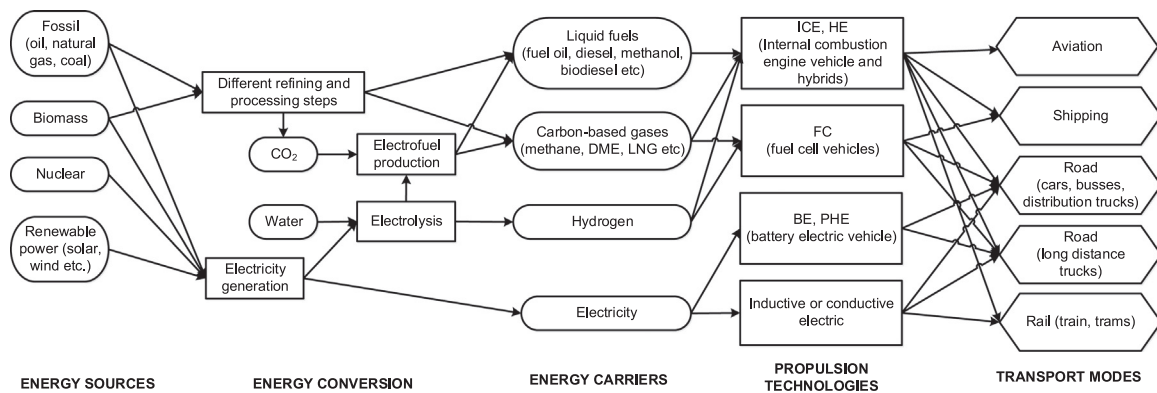 Fossil
(oil, natural
gas, coal)
Biomass
Nuclear
Renewable
power (solar,
wind etc.)
ENERGY SOURCES
Different refining and
processing steps
CO₂
Electrofuel
production
Water
Electrolysis
Electricity
generation
ENERGY CONVERSION
Liquid fuels
(fuel oil, diesel, methanol,
biodiesel etc)
Carbon-based gases
(methane, DME, LNG etc)
Hydrogen
Electricity
ENERGY CARRIERS
ICE, HE
(Internal combustion
engine vehicle and
hybrids)
FC
(fuel cell vehicles)
BE, PHE
(battery electric vehicle)
Inductive or conductive
electric
PROPULSION
TECHNOLOGIES
Aviation
Shipping
Road
(cars, busses,
distribution trucks)
Road
(long distance
trucks)
Rail (train, trams)
TRANSPORT MODES